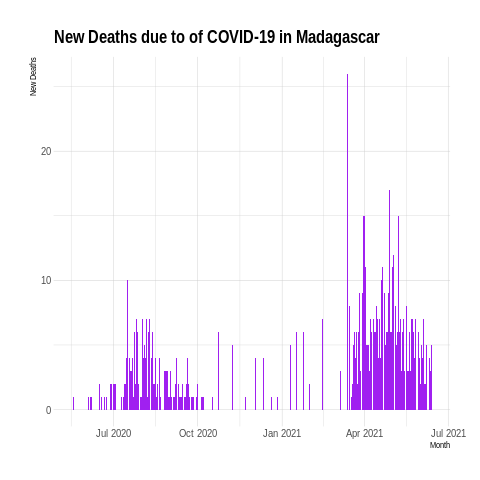 New Deaths due to of COVID-19 in Madagascar
New Deaths
20
10
0
Jul 2020 Oct 2020 Jan 2021 Apr 2021 Jul 2021
Month